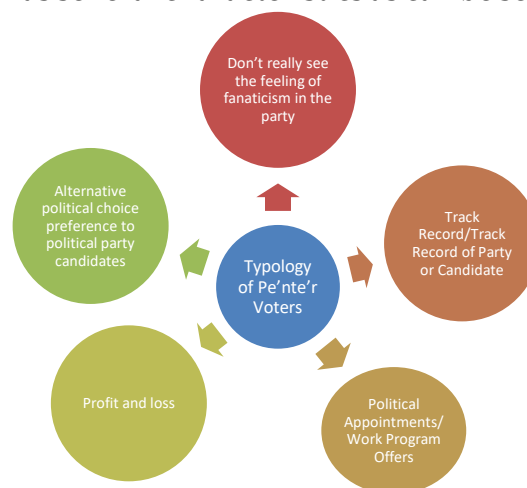 Don't really see
the feeling of
fanaticism in the
party
Alternative
political choice
preference to
political party
candidates
Track
Record/Track
Record of Party
or Candidate
Typology
of Pe'nte'r
Voters
Profit and loss
Political
Appointments/
Work Program
Offers